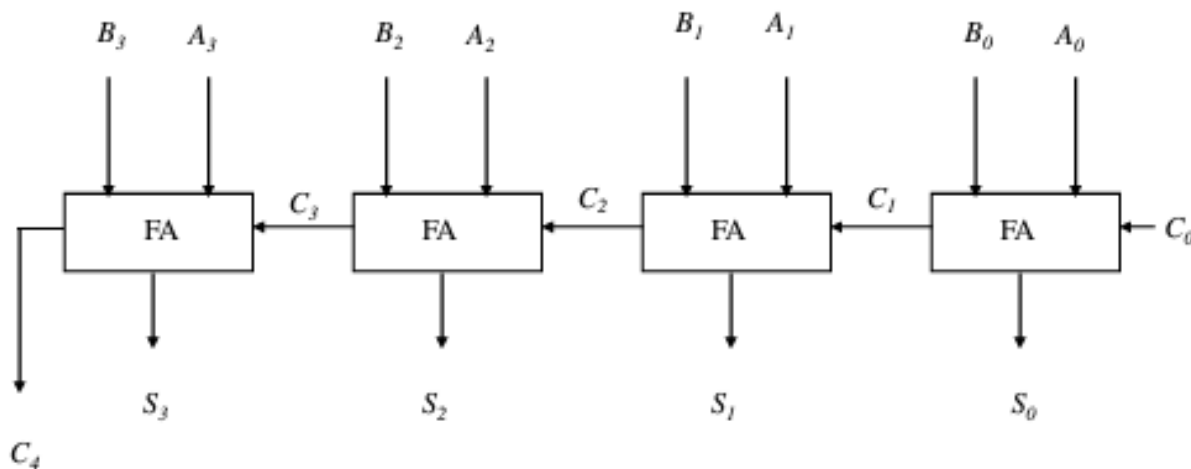 B₃ A₃ B₂ A₂ B₁ A₁ B₀ A₀
FA C₃ FA C₂ FA C₁ FA C₀
S₃ S₂ S₁ S₀
C₄